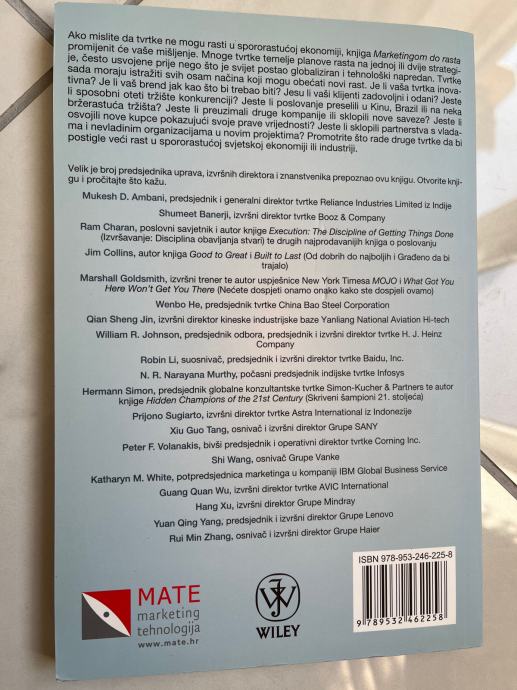 Ako mislite da tvrtke ne mogu rasti u spororastućoj ekonomiji, knjiga Marketingom do rasta
promijenit će vaše mišljenje. Mnoge tvrtke temelje planove rasta na jednoj ili dvije strategi-
je, često usvojene prije nego što je svijet postao globaliziran i tehnološki napredan. Tvrtke
sada moraju istražiti svih osam načina koji mogu obećati novi rast. Je li vaša tvrtka inova-
tivna? Je li vaš brend jak kao što bi trebao biti? Jesu li vaši klijenti zadovoljni i odani? Jeste
li sposobni oteti tržište konkurenciji? Jeste li poslovanje preselili u Kinu, Brazil ili na neka
bržerastuća tržišta? Jeste li preuzimali druge kompanije ili sklopili nove saveze? Jeste li
osvojili nove kupce pokazujući svoje prave vrijednosti? Jeste li sklopili partnerstva s vlada-
ma i nevladinim organizacijama u novim projektima? Promotrite što rade druge tvrtke da bi
postigle veći rast u spororastućoj svjetskoj ekonomiji ili industriji.
Velik je broj predsjednika uprava, izvršnih direktora i znanstvenika prepoznao ovu knjigu. Otvorite knji-
gu i pročitajte što kažu.
Mukesh D. Ambani, predsjednik i generalni direktor tvrtke Reliance Industries Limited iz Indije
Shumeet Banerji, izvršni direktor tvrtke Booz & Company
Ram Charan, poslovni savjetnik i autor knjige Execution: The Discipline of Getting Things Done
(Izvršavanje: Disciplina obavljanja stvari) te drugih najprodavanijih knjiga o poslovanju
Jim Collins, autor knjiga Good to Great i Built to Last (Od dobrih do najboljih i Građeno da bi
trajalo)
Marshall Goldsmith, izvršni trener te autor uspješnice New York Timesa MOJO i What Got You
Here Won't Get You There (Nećete dospjeti onamo onako kako ste dospjeli ovamo)
Wenbo He, predsjednik tvrtke China Bao Steel Corporation
Qian Sheng Jin, izvršni direktor kineske industrijske baze Yanliang National Aviation Hi-tech
William R. Johnson, predsjednik odbora, predsjednik i izvršni direktor tvrtke H. J. Heinz
Company
Robin Li, suosnivač, predsjednik i izvršni direktor tvrtke Baidu, Inc.
N. R. Narayana Murthy, počasni predsjednik indijske tvrtke Infosys
Hermann Simon, predsjednik globalne konzultantske tvrtke Simon-Kucher & Partners te autor
knjige Hidden Champions of the 21st Century (Skriveni šampioni 21. stoljeća)
Prijono Sugiarto, izvršni direktor tvrtke Astra International iz Indonezije
Xiu Guo Tang, osnivač i izvršni direktor Grupe SANY
Peter F. Volanakis, bivši predsjednik i operativni direktor tvrtke Corning Inc.
Shi Wang, osnivač Grupe Vanke
Katharyn M. White, potpredsjednica marketinga u kompaniji IBM Global Business Service
Guang Quan Wu, izvršni direktor tvrtke AVIC International
Hang Xu, izvršni direktor Grupe Mindray
Yuan Qing Yang, predsjednik i izvršni direktor Grupe Lenovo
Rui Min Zhang, osnivač i izvršni direktor Grupe Haier
ISBN 978-953-246-225-8
9 789532 462258
MATE
marketing
tehnologija
www.mate.hr
WILEY